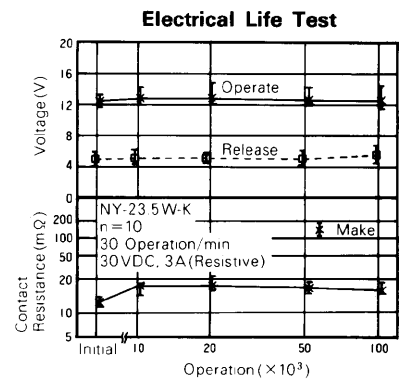 Electrical Life Test
Voltage (V)
20
16
12
8
4
0
Operate
Release
Contact
Resistance (mΩ)
200
100
50
20
10
5
NY-23.5W-K
n=10
30 Operation/min
30VDC, 3A (Resistive)
Make
Initial 10 20 50 100
Operation (×10³)